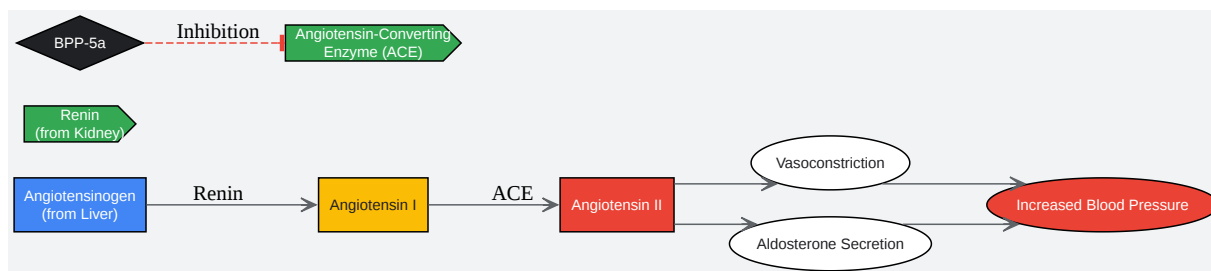 BPP-5a
Inhibition
Angiotensin-Converting
Enzyme (ACE)
Renin
(from Kidney)
Angiotensinogen
(from Liver)
Renin
Angiotensin I
ACE
Angiotensin II
Vasoconstriction
Aldosterone Secretion
Increased Blood Pressure